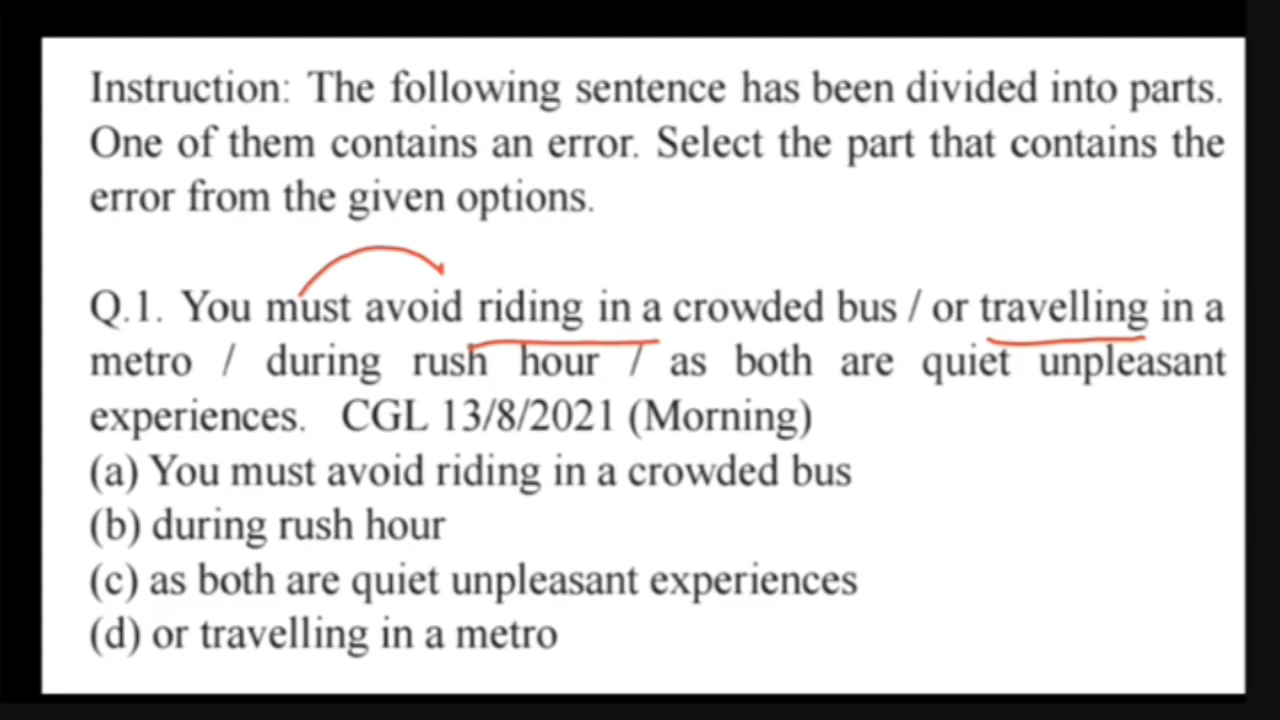 Instruction: The following sentence has been divided into parts.
One of them contains an error. Select the part that contains the
error from the given options.
Q.1. You must avoid riding in a crowded bus / or travelling in a
metro / during rush hour / as both are quiet unpleasant
experiences. CGL 13/8/2021 (Morning)
(a) You must avoid riding in a crowded bus
(b) during rush hour
(c) as both are quiet unpleasant experiences
(d) or travelling in a metro